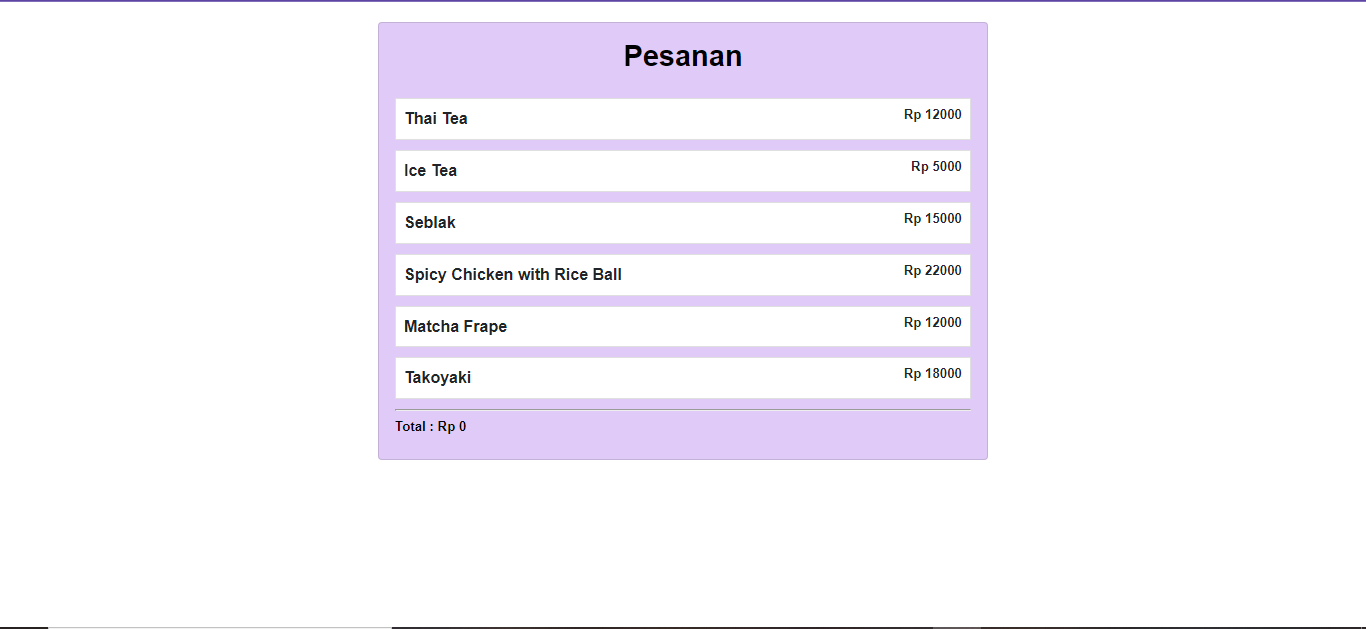 Pesanan
Thai Tea Rp 12000
Ice Tea Rp 5000
Seblak Rp 15000
Spicy Chicken with Rice Ball Rp 22000
Matcha Frape Rp 12000
Takoyaki Rp 18000
Total : Rp 0